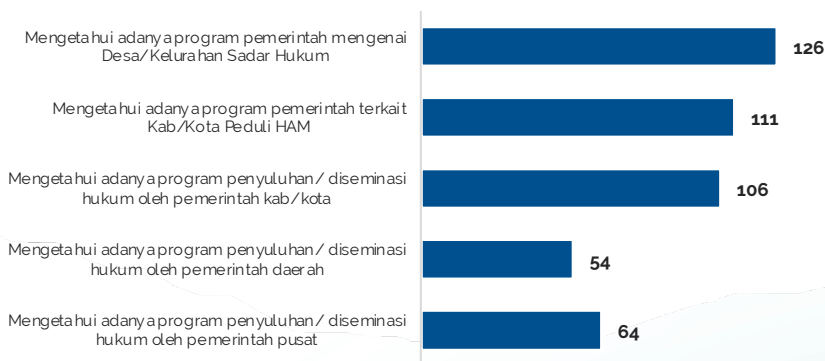 Mengetahui adanya program pemerintah mengenai
Desa/Kelurahan Sadar Hukum
126
Mengetahui adanya program pemerintah terkait
Kab/Kota Peduli HAM
111
Mengetahui adanya program penyuluhan/ diseminasi
hukum oleh pemerintah kab/kota
106
Mengetahui adanya program penyuluhan/ diseminasi
hukum oleh pemerintah daerah
54
Mengetahui adanya program penyuluhan/ diseminasi
hukum oleh pemerintah pusat
64